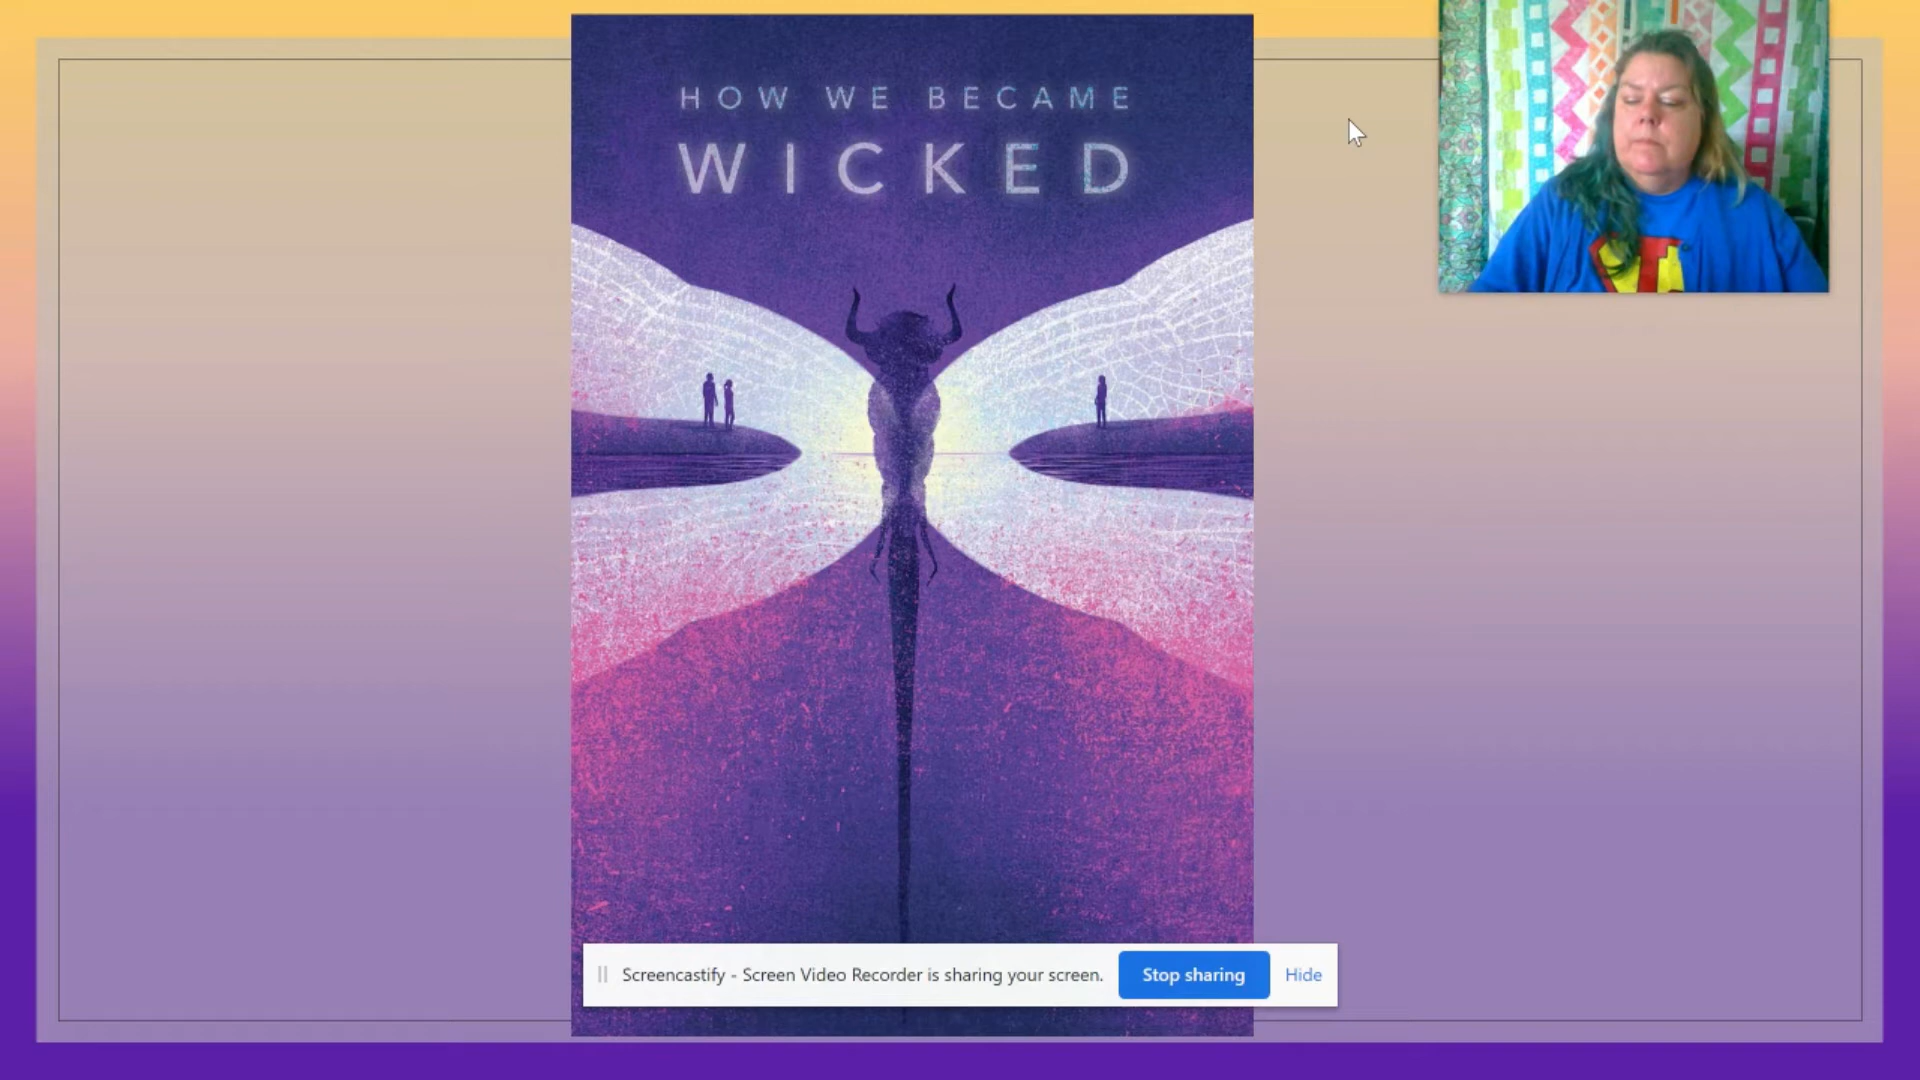 HOW WE BECAME
WICKED
Screencastify - Screen Video Recorder is sharing your screen.
Stop sharing
Hide